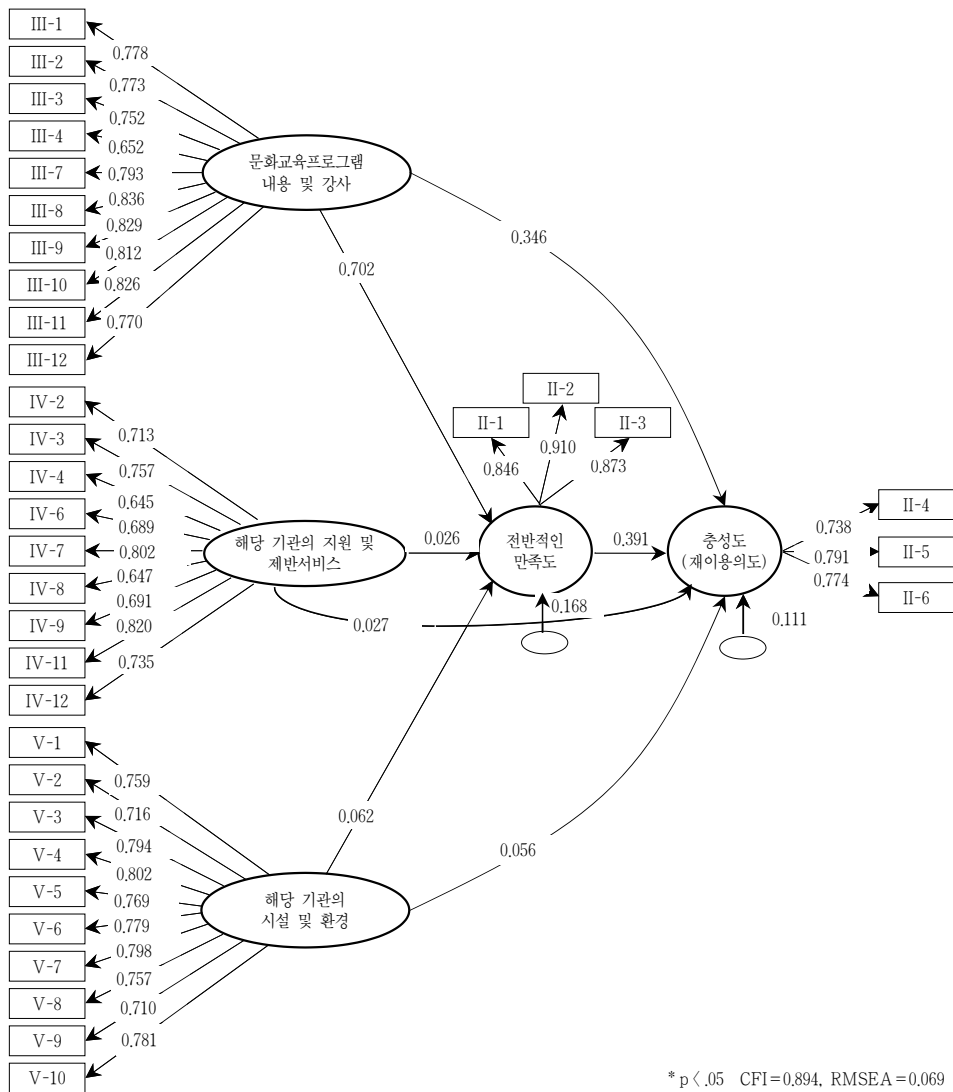 III-1
0.778
III-2
0.773
III-3
0.752
III-4
0.652
III-7
0.793
III-8
0.836
III-9
0.829
0.812
III-10
0.826
III-11
0.770
III-12
문화교육프로그램
내용 및 강사
0.346
0.702
IV-2
0.713
IV-3
0.757
IV-4
0.645
IV-6
0.689
IV-7
0.802
IV-8
0.647
IV-9
0.691
0.820
IV-11
0.735
IV-12
해당 기관의 지원 및
제반서비스
0.026
0.027
II-1
II-2
II-3
0.846
0.910
0.873
전반적인
만족도
0.168
0.391
충성도
(재이용의도)
0.111
0.738
II-4
0.791
II-5
0.774
II-6
V-1
0.759
V-2
0.716
V-3
0.794
V-4
0.802
V-5
0.769
V-6
0.779
V-7
0.798
V-8
0.757
0.710
V-9
0.781
V-10
해당 기관의
시설 및 환경
0.062
0.056
* p〈.05 CFI=0.894, RMSEA=0.069